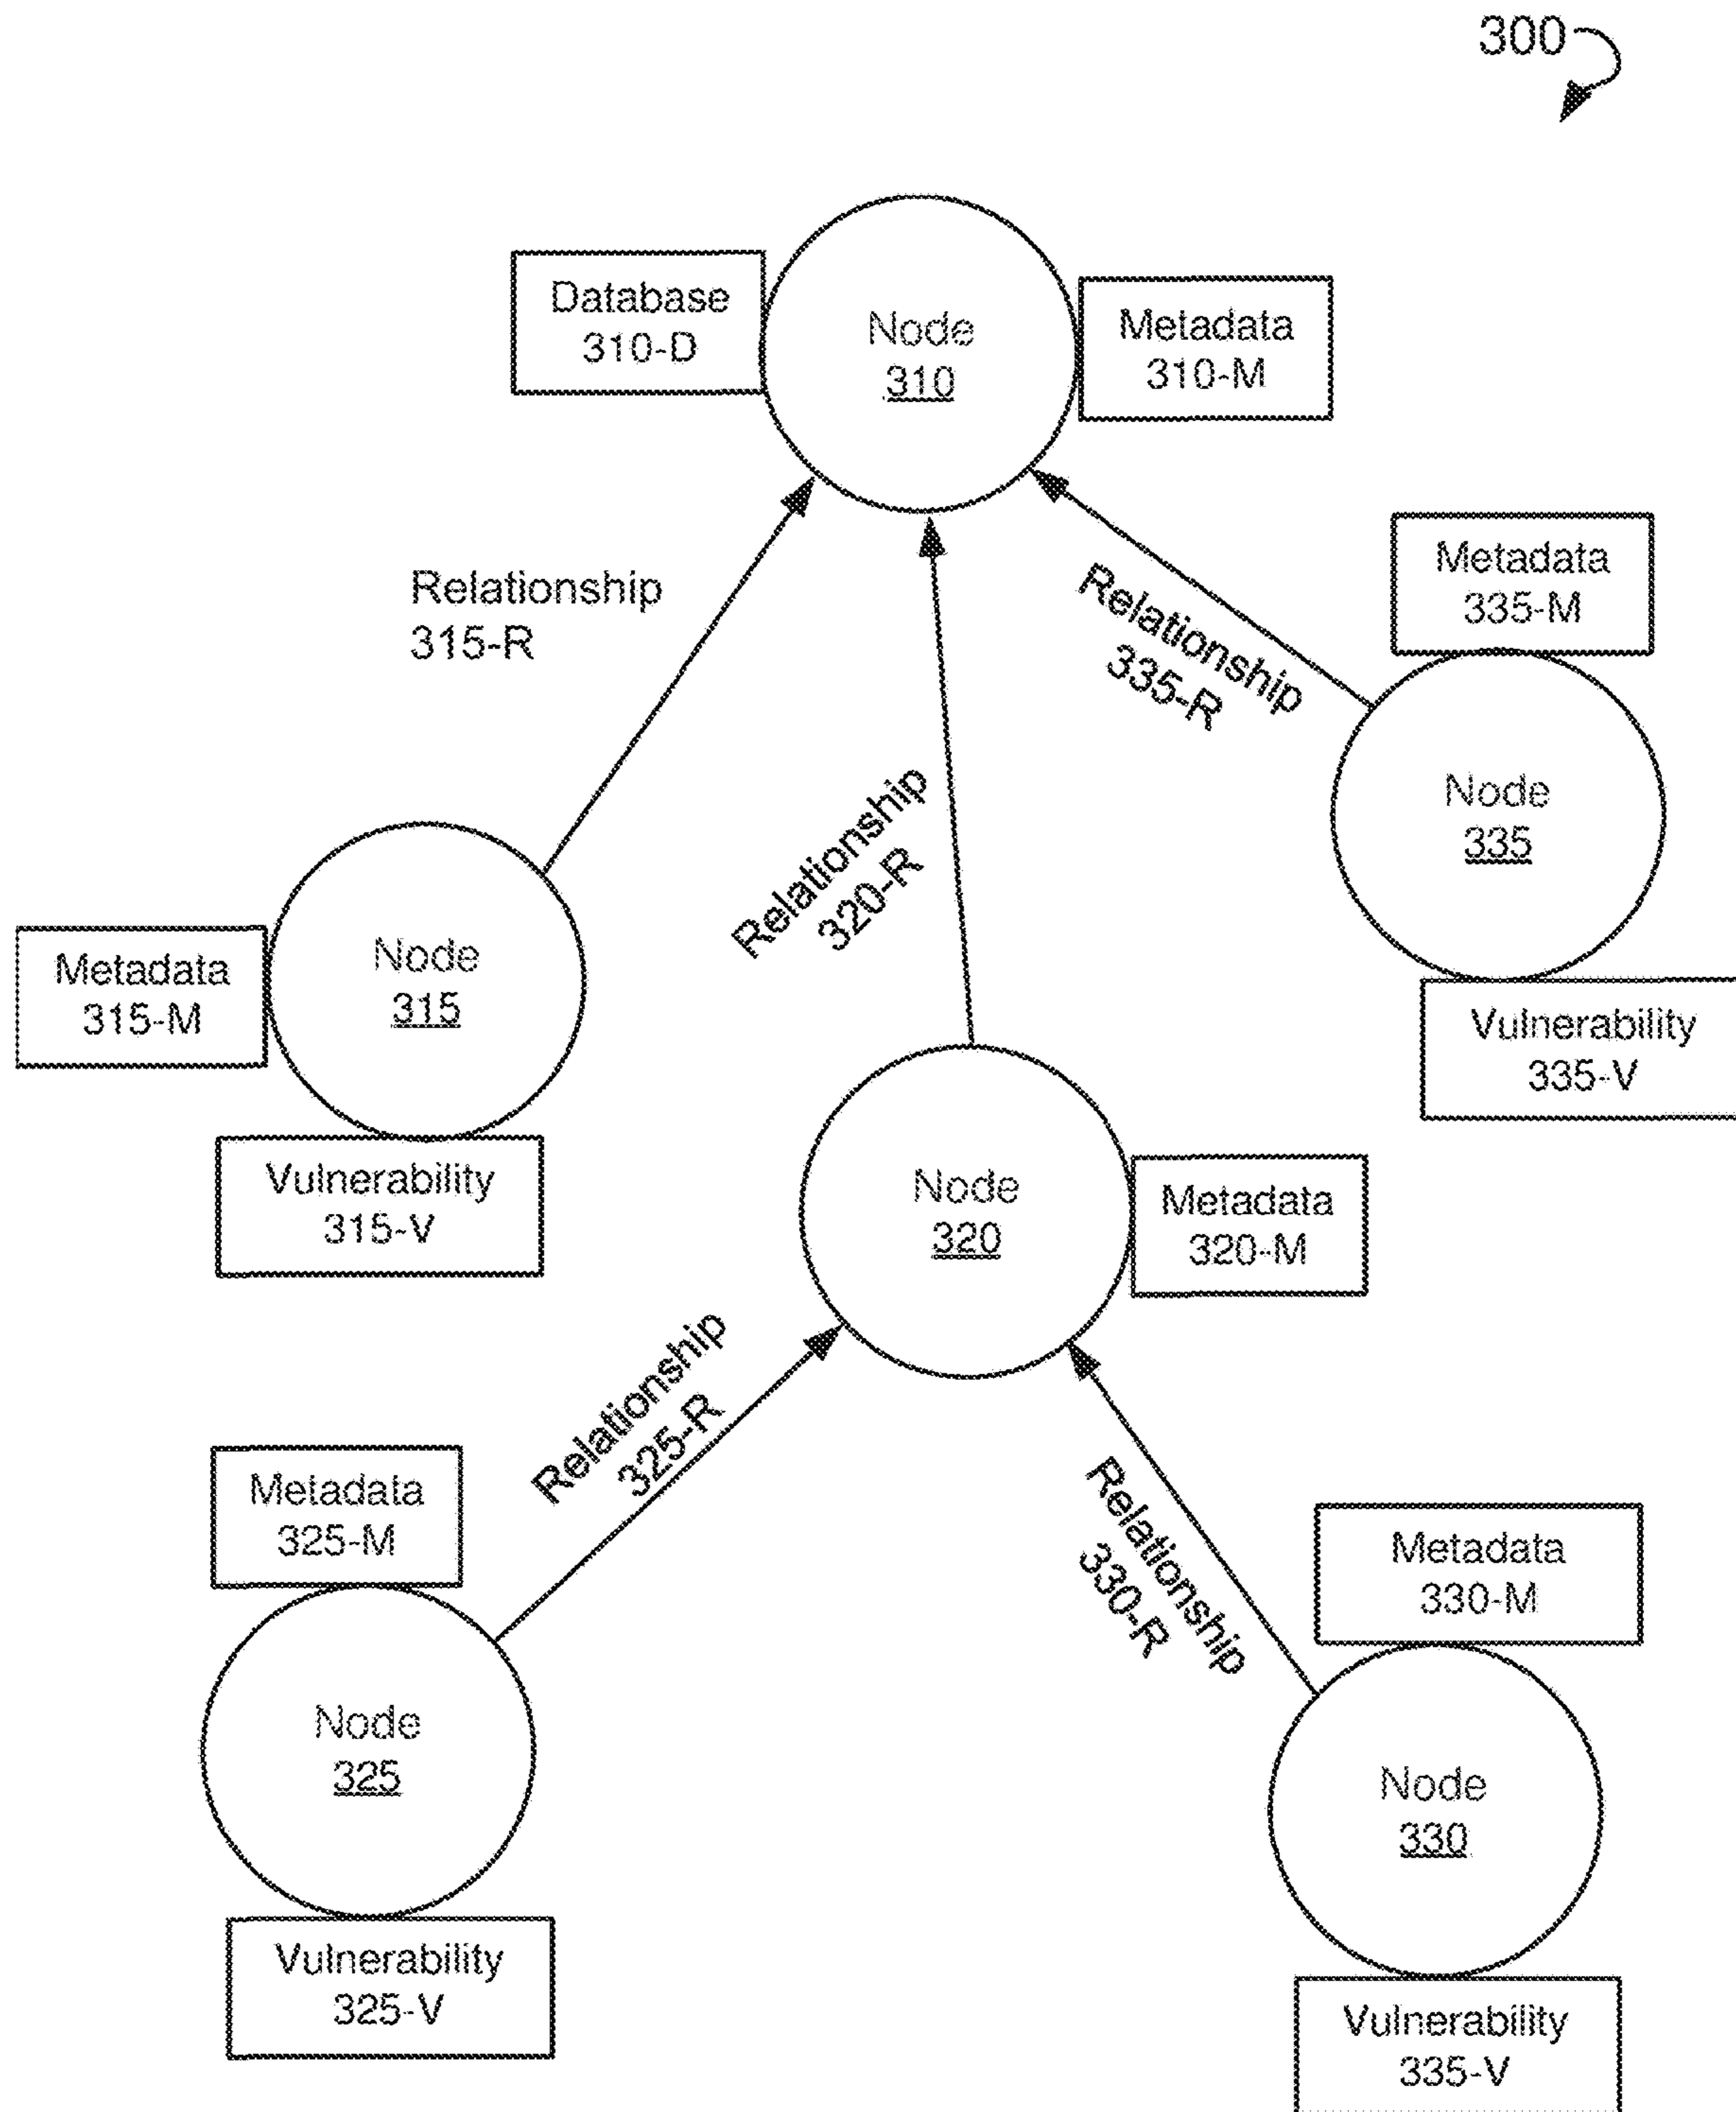 300
Database
310-D
Node
310
Metadata
310-M
Relationship
315-R
Relationship
335-R
Metadata
335-M
Relationship
320-R
Node
335
Metadata
315-M
Node
315
Vulnerability
335-V
Vulnerability
315-V
Node
320
Metadata
320-M
Relationship
325-R
Metadata
325-M
Relationship
330-R
Metadata
330-M
Node
325
Node
330
Vulnerability
325-V
Vulnerability
335-V